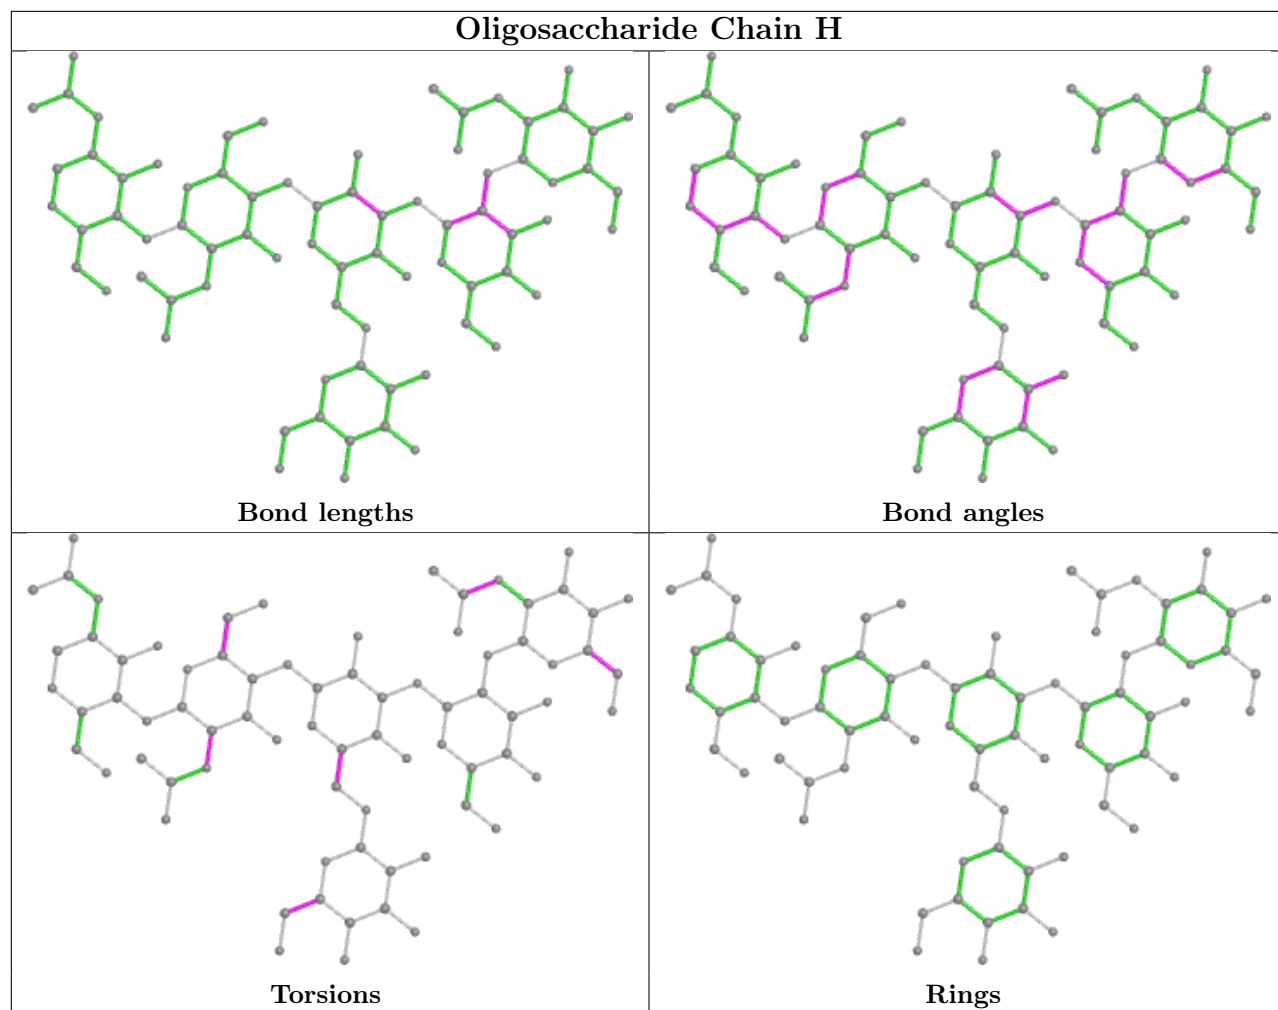 Oligosaccharide Chain H
Bond lengths
Bond angles
Torsions
Rings